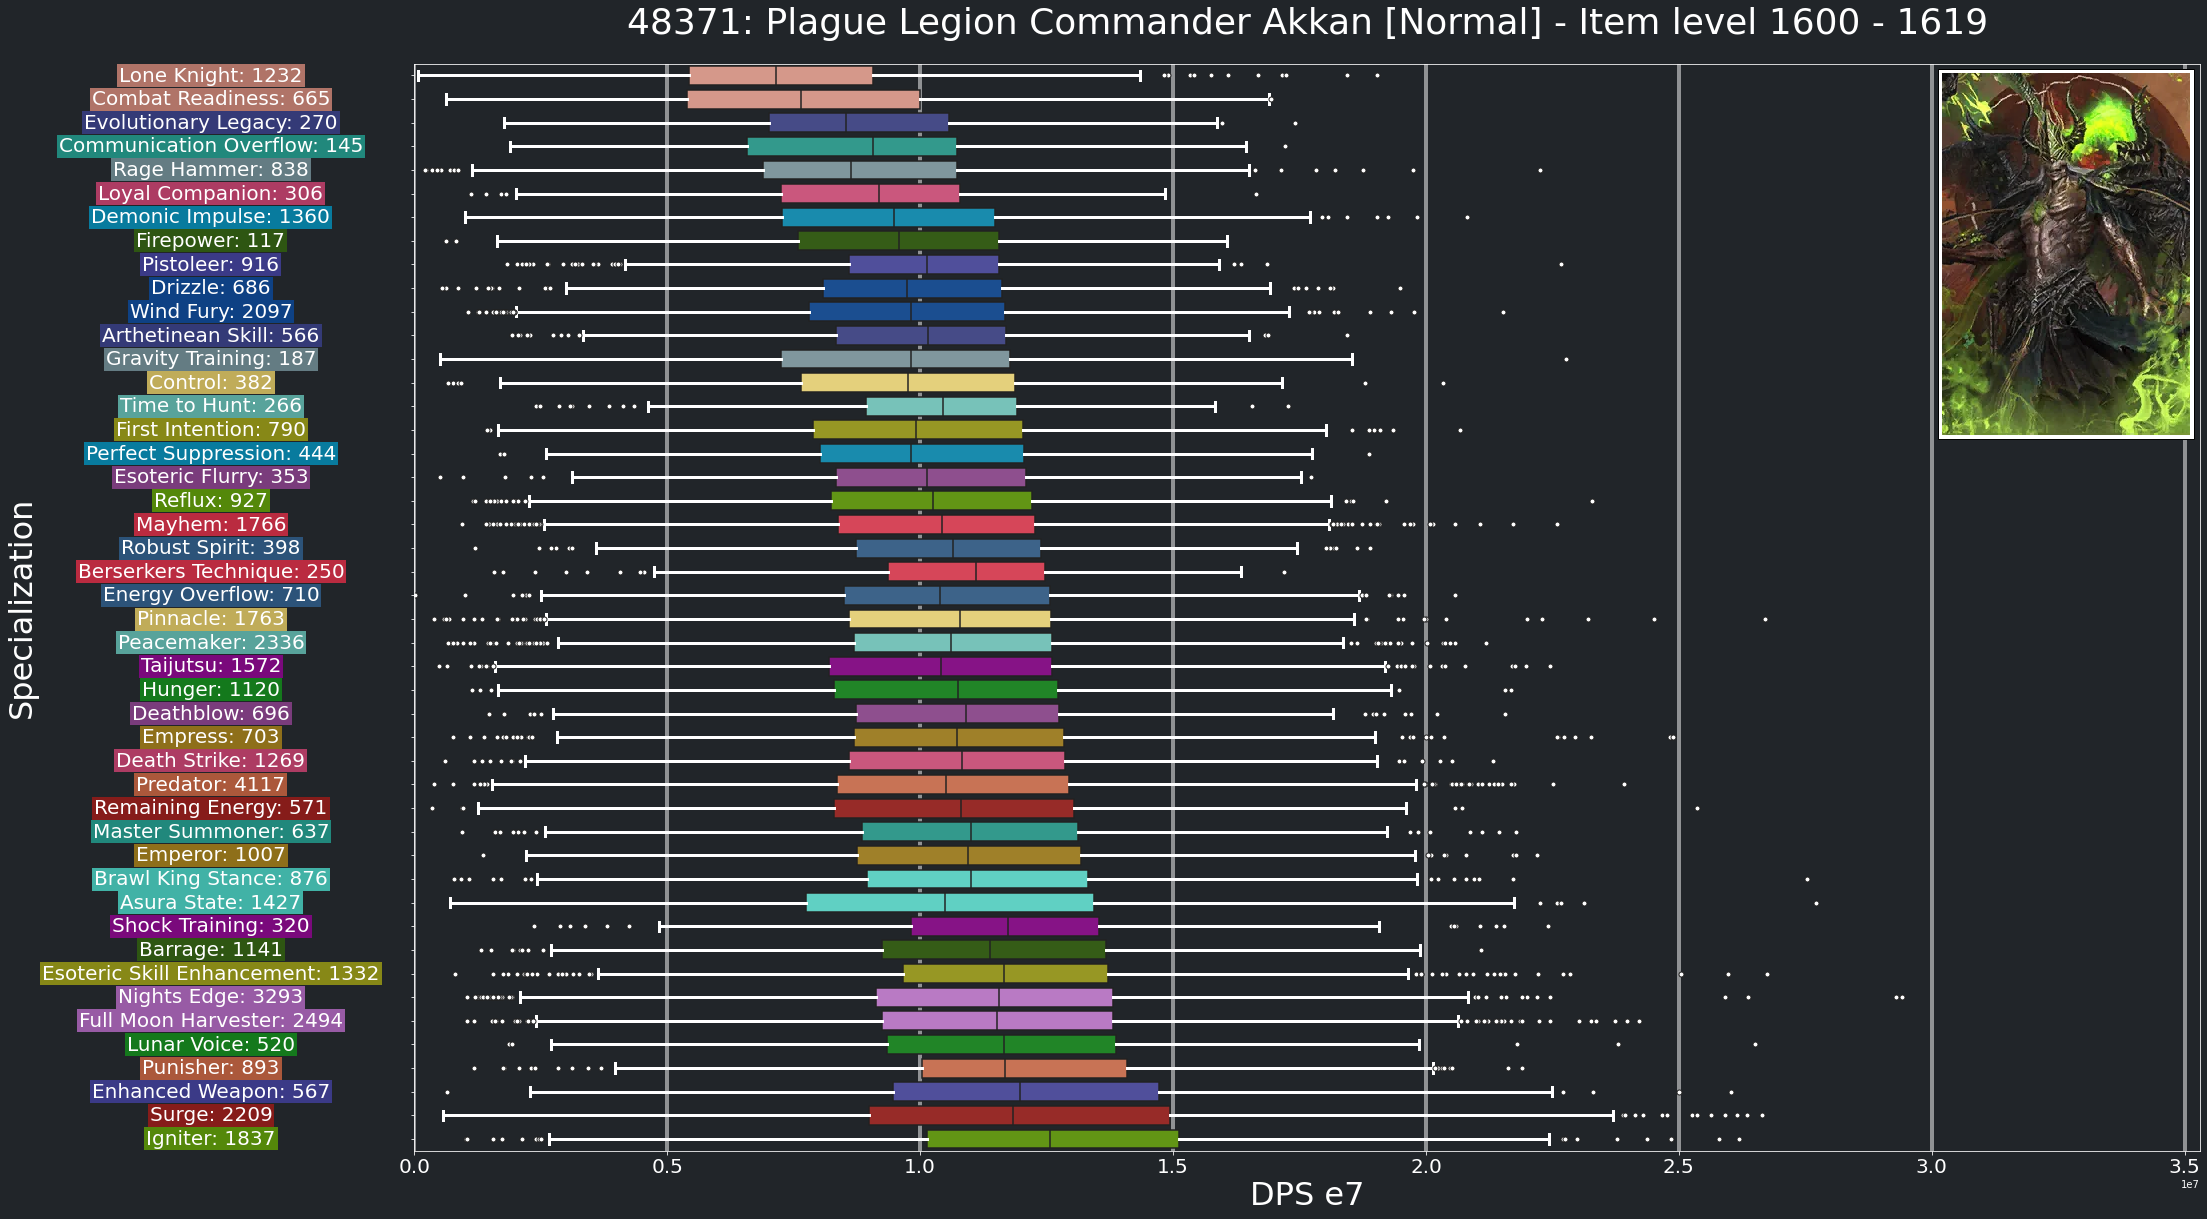 48371: Plague Legion Commander Akkan [Normal] - Item level 1600 - 1619
Specialization
Lone Knight: 1232
Combat Readiness: 665
Evolutionary Legacy: 270
Communication Overflow: 145
Rage Hammer: 838
Loyal Companion: 306
Demonic Impulse: 1360
Firepower: 117
Pistoleer: 916
Drizzle: 686
Wind Fury: 2097
Arthetinean Skill: 566
Gravity Training: 187
Control: 382
Time to Hunt: 266
First Intention: 790
Perfect Suppression: 444
Esoteric Flurry: 353
Reflux: 927
Mayhem: 1766
Robust Spirit: 398
Berserkers Technique: 250
Energy Overflow: 710
Pinnacle: 1763
Peacemaker: 2336
Taijutsu: 1572
Hunger: 1120
Deathblow: 696
Empress: 703
Death Strike: 1269
Predator: 4117
Remaining Energy: 571
Master Summoner: 637
Emperor: 1007
Brawl King Stance: 876
Asura State: 1427
Shock Training: 320
Barrage: 1141
Esoteric Skill Enhancement: 1332
Nights Edge: 3293
Full Moon Harvester: 2494
Lunar Voice: 520
Punisher: 893
Enhanced Weapon: 567
Surge: 2209
Igniter: 1837
0.0 0.5 1.0 1.5 2.0 2.5 3.0 3.5
1e7
DPS e7